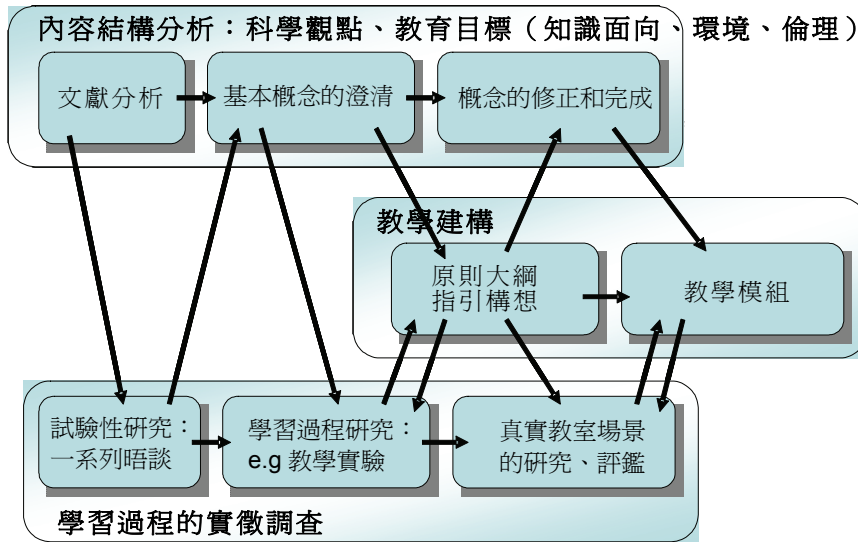 內容結構分析：科學觀點、教育目標（知識面向、環境、倫理）
文獻分析
基本概念的澄清
概念的修正和完成
教學建構
原則大綱
指引構想
教學模組
試驗性研究：
一系列晤談
學習過程研究：
e.g 教學實驗
真實教室場景
的研究、評鑑
學習過程的實徵調查